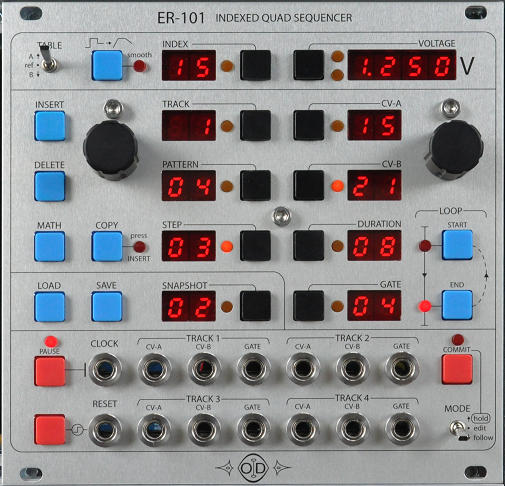 ER-101 INDEXED QUAD SEQUENCER
TABLE
A
ref
B
smooth
INDEX
15
VOLTAGE
1.250 V
INSERT
TRACK
1
CV-A
15
DELETE
PATTERN
04
CV-B
21
MATH
COPY
press
INSERT
STEP
03
DURATION
08
LOOP
START
LOAD
SAVE
SNAPSHOT
02
GATE
04
END
PAUSE
CLOCK
TRACK 1
CV-A CV-B GATE
TRACK 2
CV-A CV-B GATE
COMMIT
RESET
TRACK 3
CV-A CV-B GATE
TRACK 4
CV-A CV-B GATE
MODE
hold
edit
follow